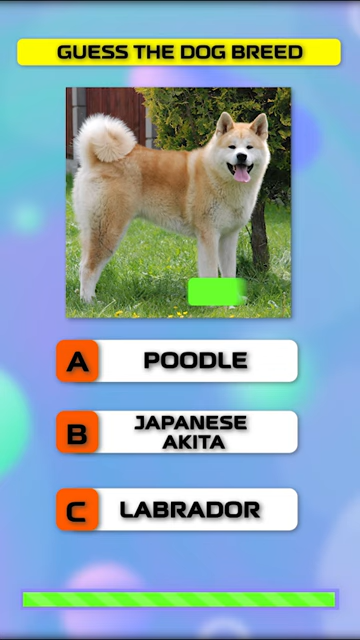 GUESS THE DOG BREED
A POODLE
B JAPANESE
AKITA
C LABRADOR